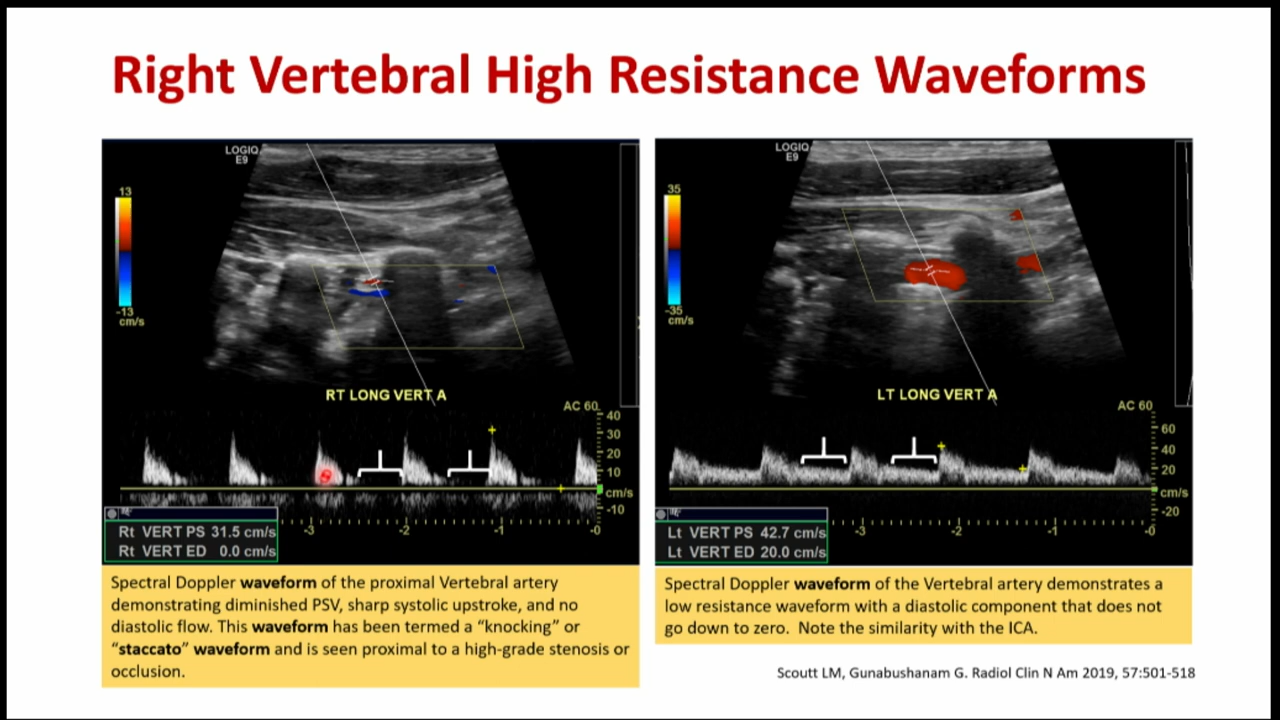 Right Vertebral High Resistance Waveforms
LOGIQ
E9
13
-13
cm/s
RT LONG VERT A
AC 60
40
30
20
10
cm/s
-10
-3
-2
-1
-0
Rt VERT PS 31.5 cm/s
Rt VERT ED 0.0 cm/s
Spectral Doppler waveform of the proximal Vertebral artery
demonstrating diminished PSV, sharp systolic upstroke, and no
diastolic flow. This waveform has been termed a “knocking” or
“staccato” waveform and is seen proximal to a high-grade stenosis or
occlusion.
LOGIQ
E9
35
-35
cm/s
LT LONG VERT A
AC 60
60
40
20
cm/s
-20
-3
-2
-1
-0
Lt VERT PS 42.7 cm/s
Lt VERT ED 20.0 cm/s
Spectral Doppler waveform of the Vertebral artery demonstrates a
low resistance waveform with a diastolic component that does not
go down to zero. Note the similarity with the ICA.
Scoutt LM, Gunabushanam G. Radiol Clin N Am 2019, 57:501-518